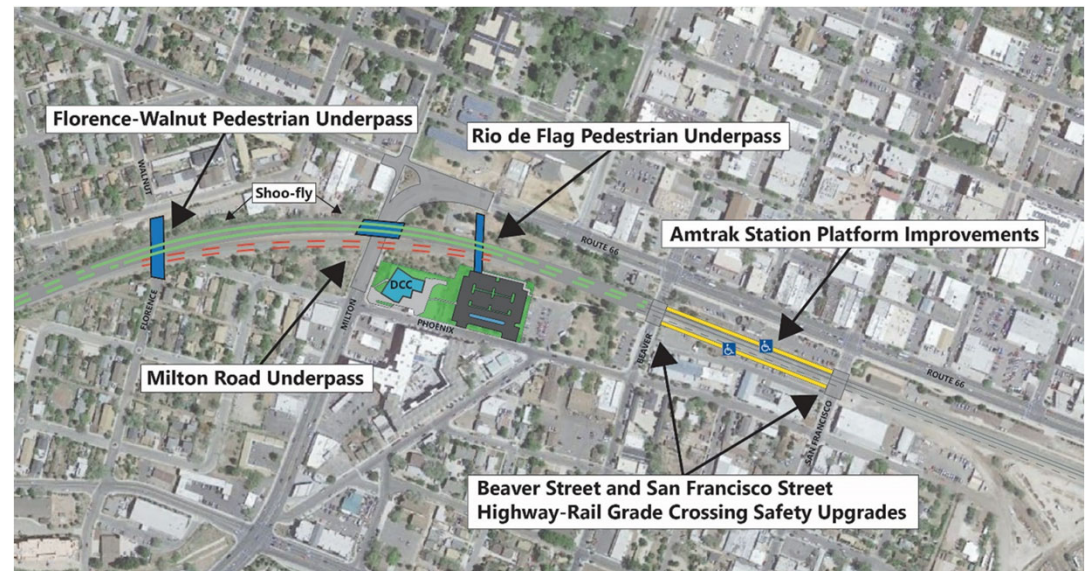 Florence-Walnut Pedestrian Underpass
Rio de Flag Pedestrian Underpass
WALNUT
Shoo-fly
Amtrak Station Platform Improvements
ROUTE 66
DCC
FLORENCE
MILTON
PHOENIX
BEAVER
ROUTE 66
Milton Road Underpass
SAN FRANCISCO
Beaver Street and San Francisco Street
Highway-Rail Grade Crossing Safety Upgrades